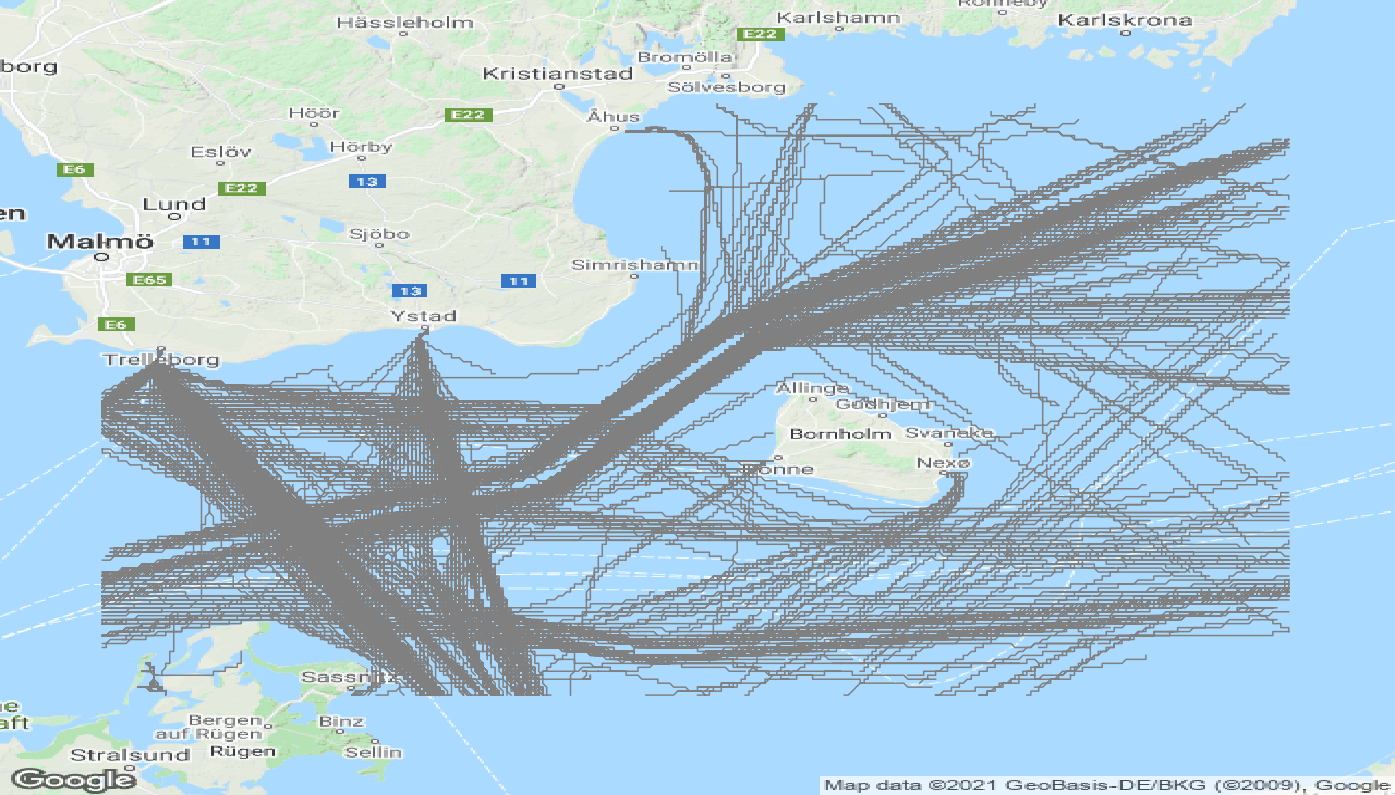 Hässleholm
Karlshamn
Ronneby
Karlskrona
E22
borg
Bromölla
Kristianstad
Sölvesborg
Höör
E22
Åhus
Eslöv
Hörby
E6
E22
13
Lund
en
Malmö
11
Sjöbo
Simrishamn
E65
13
11
Ystad
E6
Trelleborg
Allinge
Gudhjem
Bornholm
Svaneke
Rønne
Nexø
Sassnitz
ne
aft
Bergen
auf Rügen
Binz
Stralsund
Rügen
Sellin
Google
Map data ©2021 GeoBasis-DE/BKG (©2009), Google